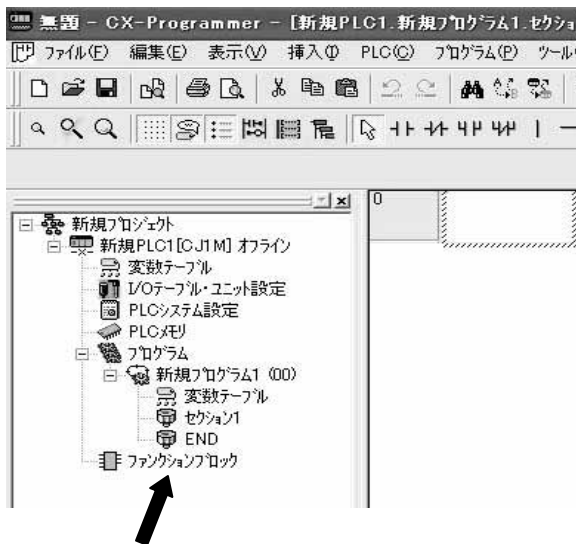 無題 - CX-Programmer - [新規PLC1.新規ﾌﾟﾛｸﾞﾗﾑ1.ｾｸｼｮ
ファイル(F) 編集(E) 表示(V) 挿入(I) PLC(C) ﾌﾟﾛｸﾞﾗﾑ(P) ﾂｰﾙ
0
新規ﾌﾟﾛｼﾞｪｸﾄ
新規PLC1[CJ1M] ｵﾌﾗｲﾝ
変数ﾃｰﾌﾞﾙ
I/Oﾃｰﾌﾞﾙ・ﾕﾆｯﾄ設定
PLCｼｽﾃﾑ設定
PLCﾒﾓﾘ
ﾌﾟﾛｸﾞﾗﾑ
新規ﾌﾟﾛｸﾞﾗﾑ1 (00)
変数ﾃｰﾌﾞﾙ
ｾｸｼｮﾝ1
END
ﾌｧﾝｸｼｮﾝﾌﾞﾛｯｸ